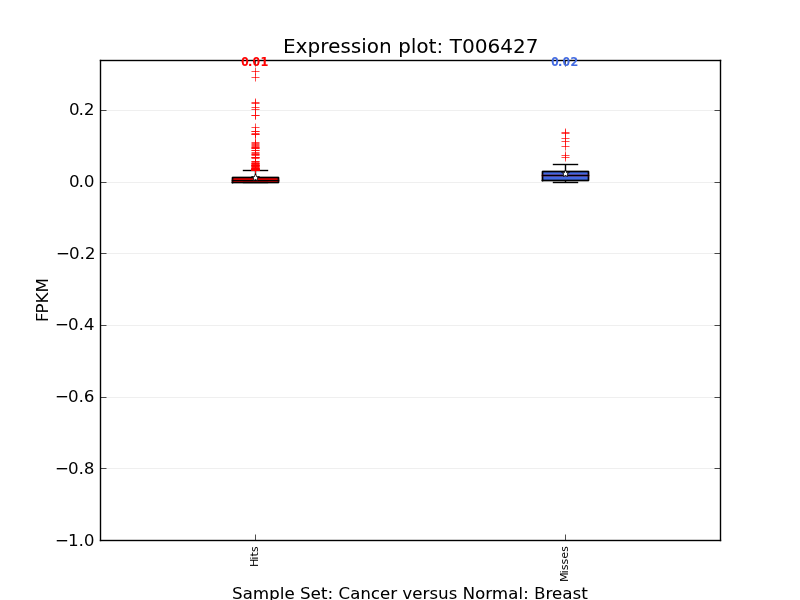 Expression plot: T006427
0.01
0.02
0.2
0.0
−0.2
−0.4
−0.6
−0.8
−1.0
FPKM
Hits
Misses
Sample Set: Cancer versus Normal: Breast